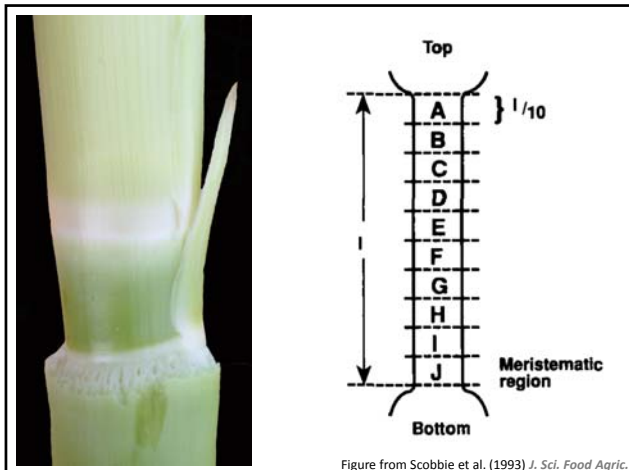 Top
A
} l/10
B
C
D
E
l
F
G
H
I
J
Meristematic
region
Bottom
Figure from Scobbie et al. (1993) J. Sci. Food Agric.